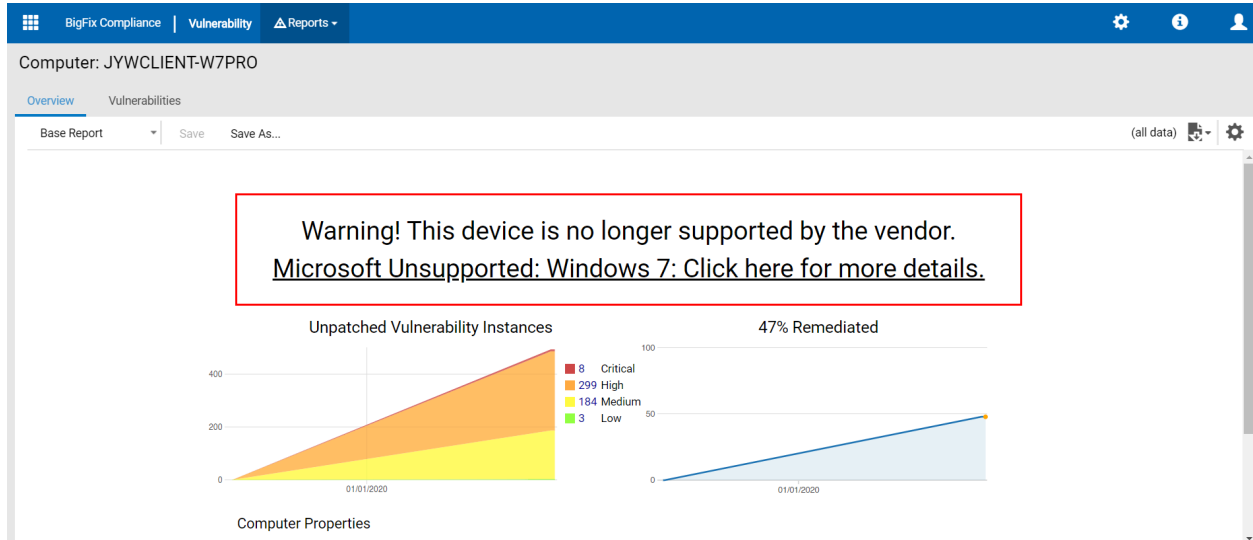 BigFix Compliance | Vulnerability Reports
Computer: JYWCLIENT-W7PRO
Overview Vulnerabilities
Base Report Save Save As... (all data)
Warning! This device is no longer supported by the vendor.
Microsoft Unsupported: Windows 7: Click here for more details.
Unpatched Vulnerability Instances
400
200
0
01/01/2020
8 Critical
299 High
184 Medium
3 Low
47% Remediated
100
50
0
01/01/2020
Computer Properties